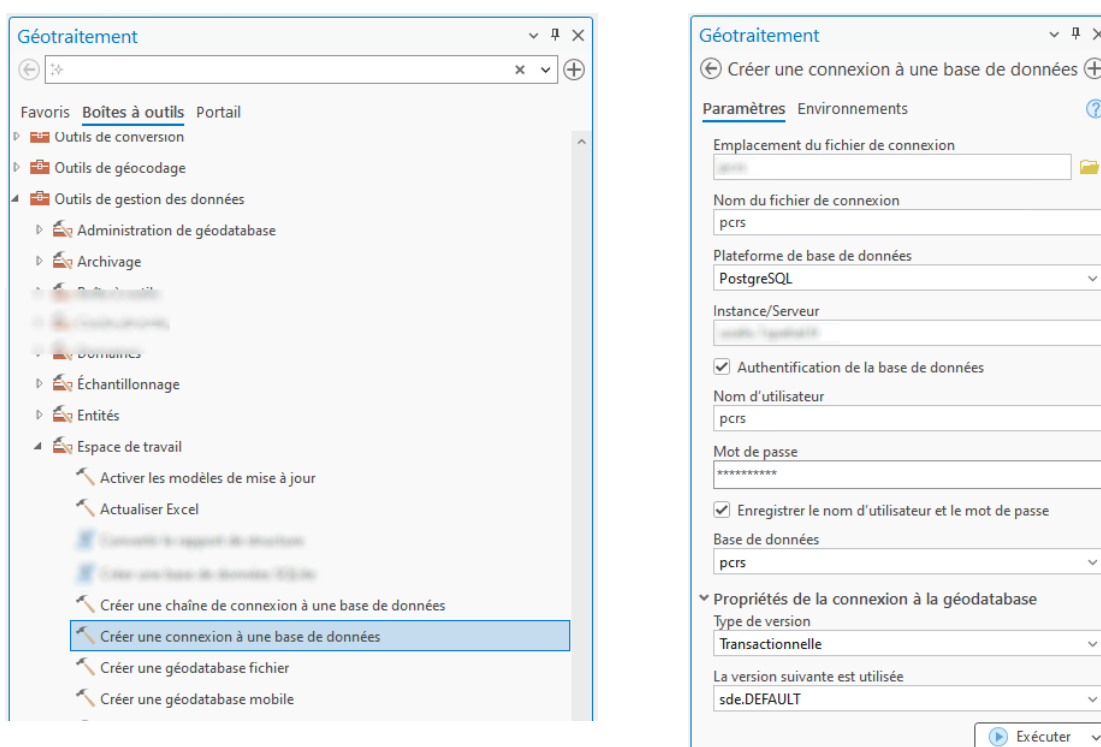 Géotraitement
Favoris Boîtes à outils Portail
Outils de conversion
Outils de géocodage
Outils de gestion des données
Administration de géodatabase
Archivage
Domaines
Échantillonnage
Entités
Espace de travail
Activer les modèles de mise à jour
Actualiser Excel
Créer une chaîne de connexion à une base de données
Créer une connexion à une base de données
Créer une géodatabase fichier
Créer une géodatabase mobile
Géotraitement
Créer une connexion à une base de données
Paramètres Environnements
Emplacement du fichier de connexion
Nom du fichier de connexion
pcrs
Plateforme de base de données
PostgreSQL
Instance/Serveur
Authentification de la base de données
Nom d'utilisateur
pcrs
Mot de passe
**********
Enregistrer le nom d'utilisateur et le mot de passe
Base de données
pcrs
Propriétés de la connexion à la géodatabase
Type de version
Transactionnelle
La version suivante est utilisée
sde.DEFAULT
Exécuter